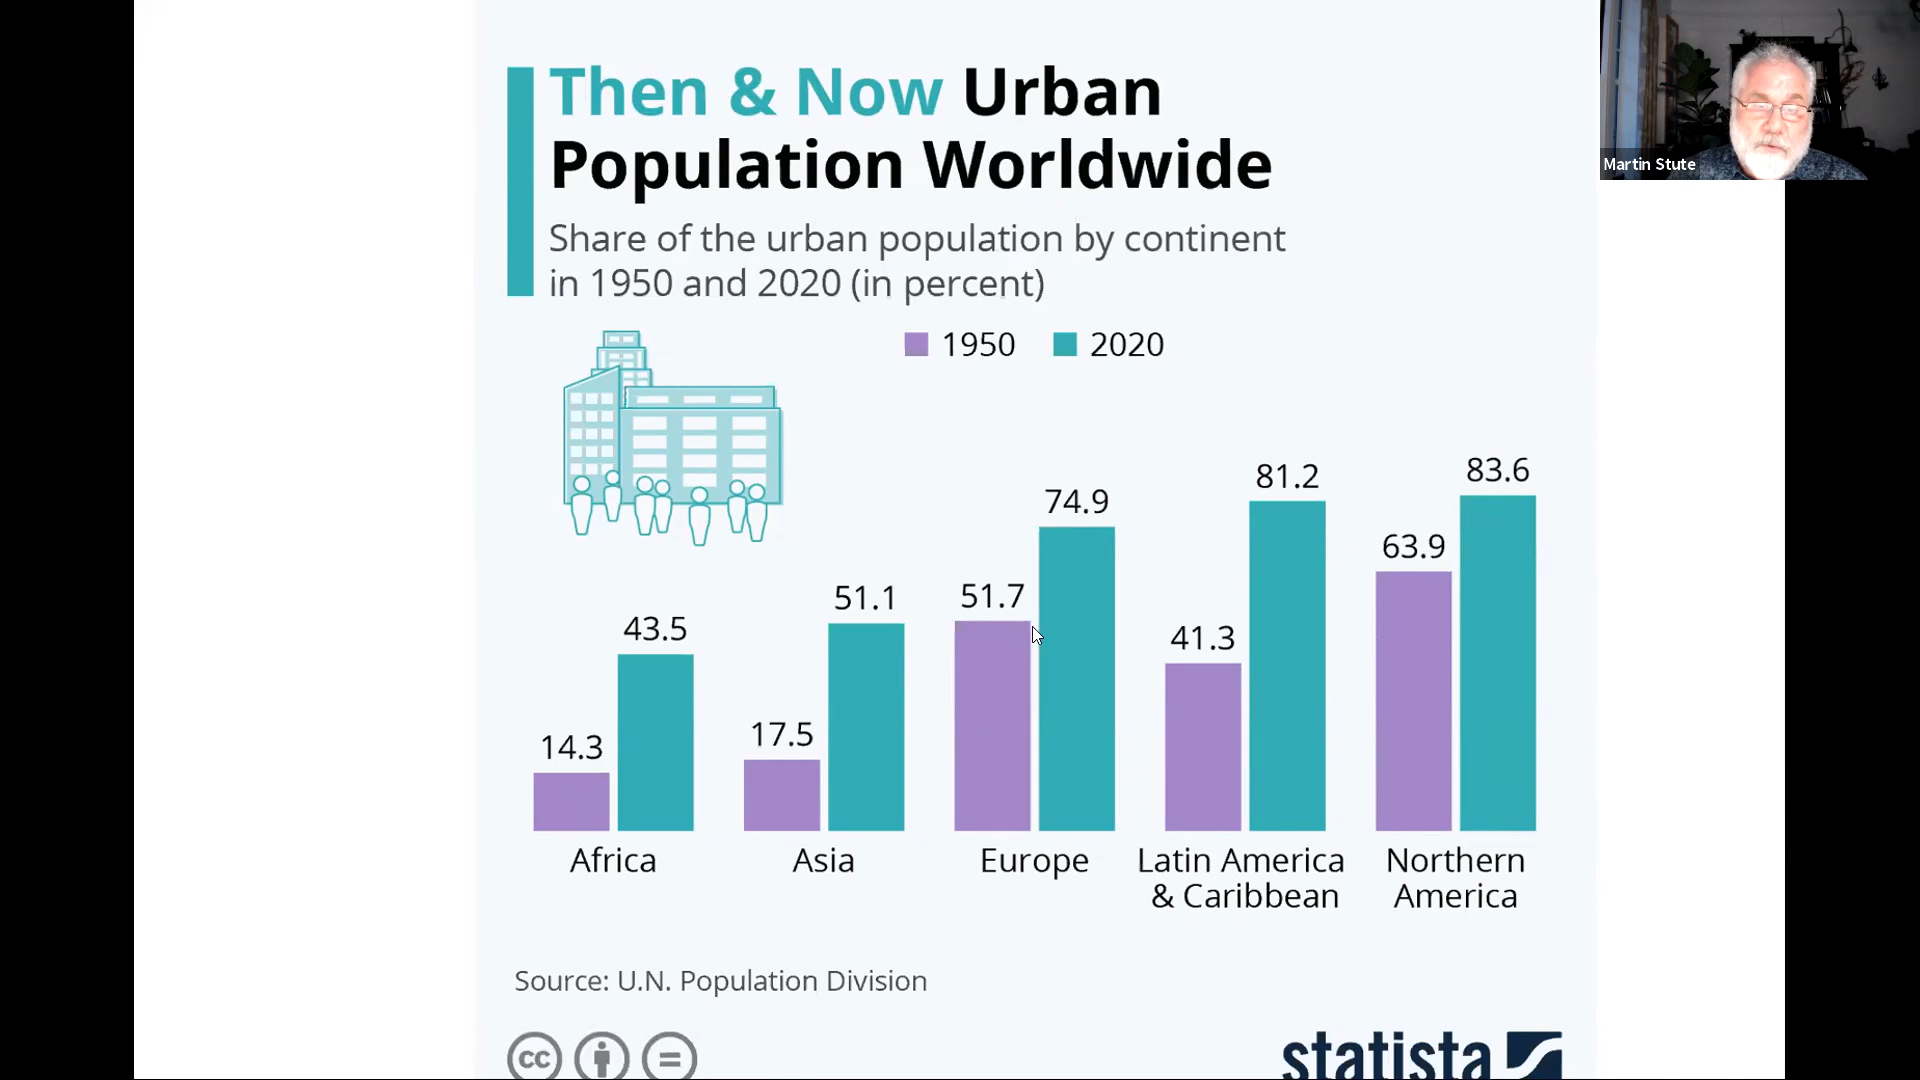 Then & Now Urban
Population Worldwide
Share of the urban population by continent
in 1950 and 2020 (in percent)
1950 2020
14.3 43.5 17.5 51.1 51.7 74.9 41.3 81.2 63.9 83.6
Africa Asia Europe Latin America
& Caribbean Northern
America
Source: U.N. Population Division
cc =
statista
Martin Stute